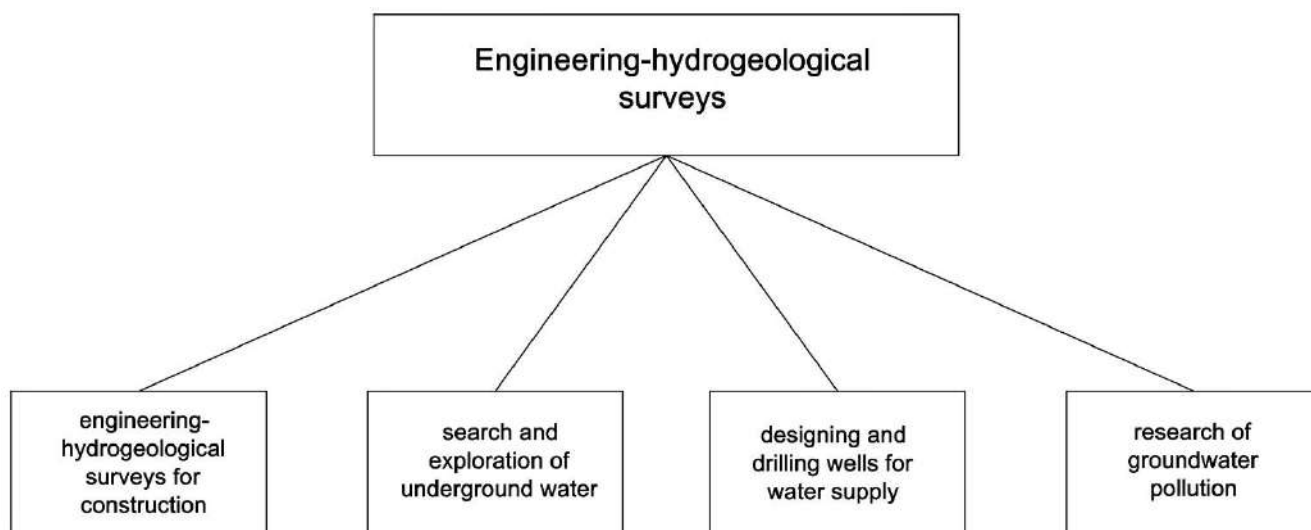 Engineering-hydrogeological
surveys
engineering-
hydrogeological
surveys for
construction
search and
exploration of
underground water
designing and
drilling wells for
water supply
research of
groundwater
pollution